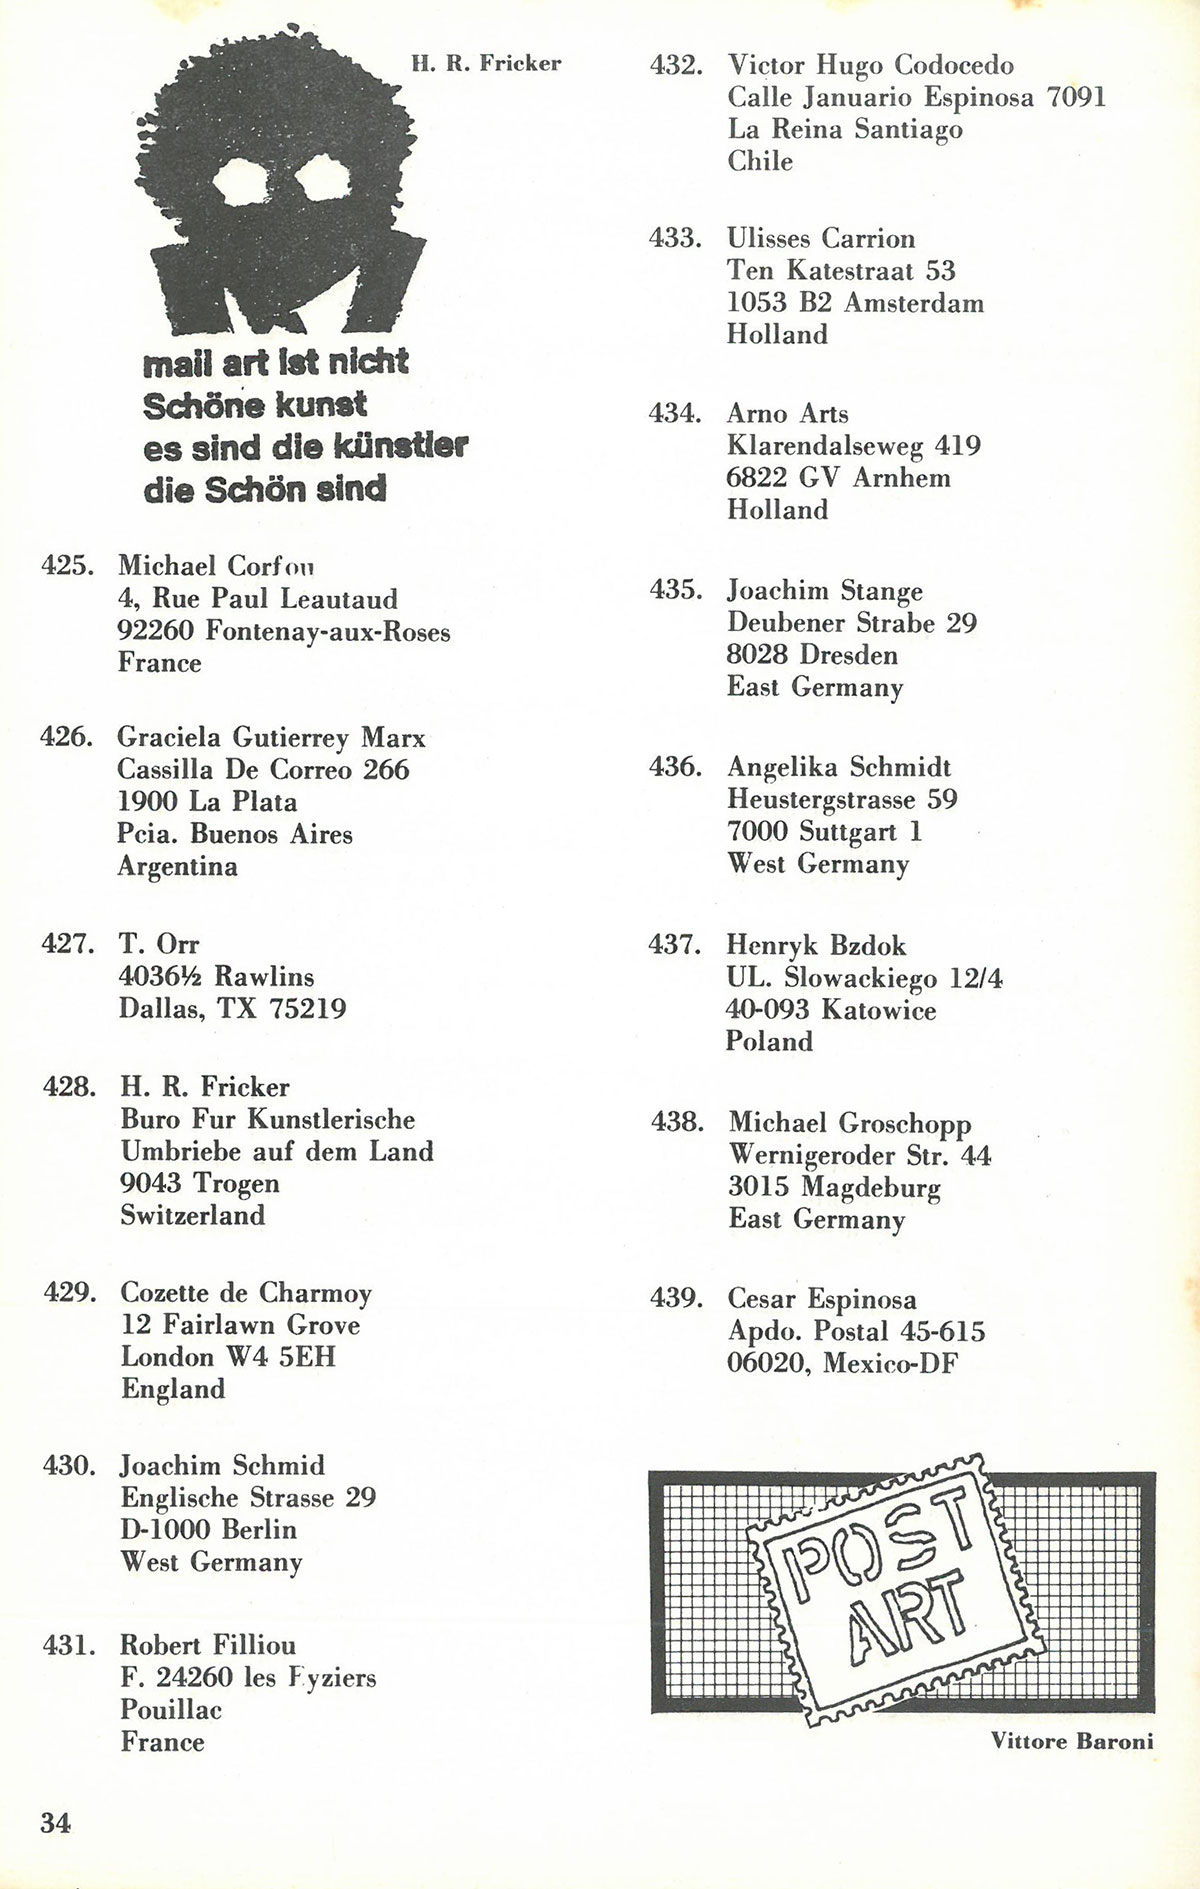 H. R. Fricker
mail art ist nicht
Schöne kunst
es sind die künstler
die Schön sind
425. Michael Corfou
4, Rue Paul Leautaud
92260 Fontenay-aux-Roses
France
426. Graciela Gutierrey Marx
Cassilla De Correo 266
1900 La Plata
Pcia. Buenos Aires
Argentina
427. T. Orr
4036½ Rawlins
Dallas, TX 75219
428. H. R. Fricker
Buro Fur Kunstlerische
Umbriebe auf dem Land
9043 Trogen
Switzerland
429. Cozette de Charmoy
12 Fairlawn Grove
London W4 5EH
England
430. Joachim Schmid
Englische Strasse 29
D-1000 Berlin
West Germany
431. Robert Filliou
F. 24260 les Eyziers
Pouillac
France
432. Victor Hugo Codocedo
Calle Januario Espinosa 7091
La Reina Santiago
Chile
433. Ulisses Carrion
Ten Katestraat 53
1053 B2 Amsterdam
Holland
434. Arno Arts
Klarendalseweg 419
6822 GV Arnhem
Holland
435. Joachim Stange
Deubener Strabe 29
8028 Dresden
East Germany
436. Angelika Schmidt
Heustergstrasse 59
7000 Suttgart 1
West Germany
437. Henryk Bzdok
UL. Slowackiego 12/4
40-093 Katowice
Poland
438. Michael Groschopp
Wernigeroder Str. 44
3015 Magdeburg
East Germany
439. Cesar Espinosa
Apdo. Postal 45-615
06020, Mexico-DF
POST
ART
Vittore Baroni
34